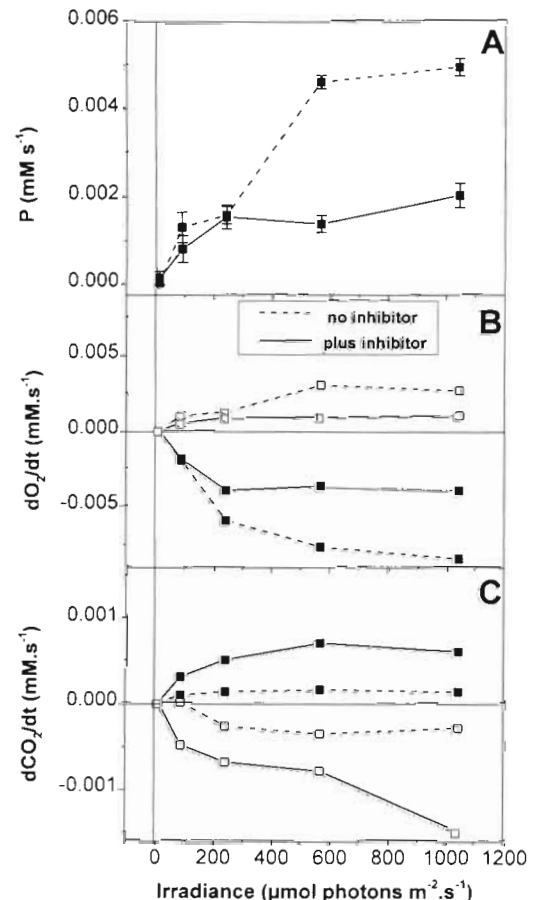 A
0.006
0.004
0.002
0.000
P (mM s⁻¹)
B
no inhibitor
plus inhibitor
0.005
0.000
-0.005
dO₂/dt (mM.s⁻¹)
C
0.001
0.000
-0.001
dCO₂/dt (mM.s⁻¹)
0 200 400 600 800 1000 1200
Irradiance (µmol photons m⁻².s⁻¹)